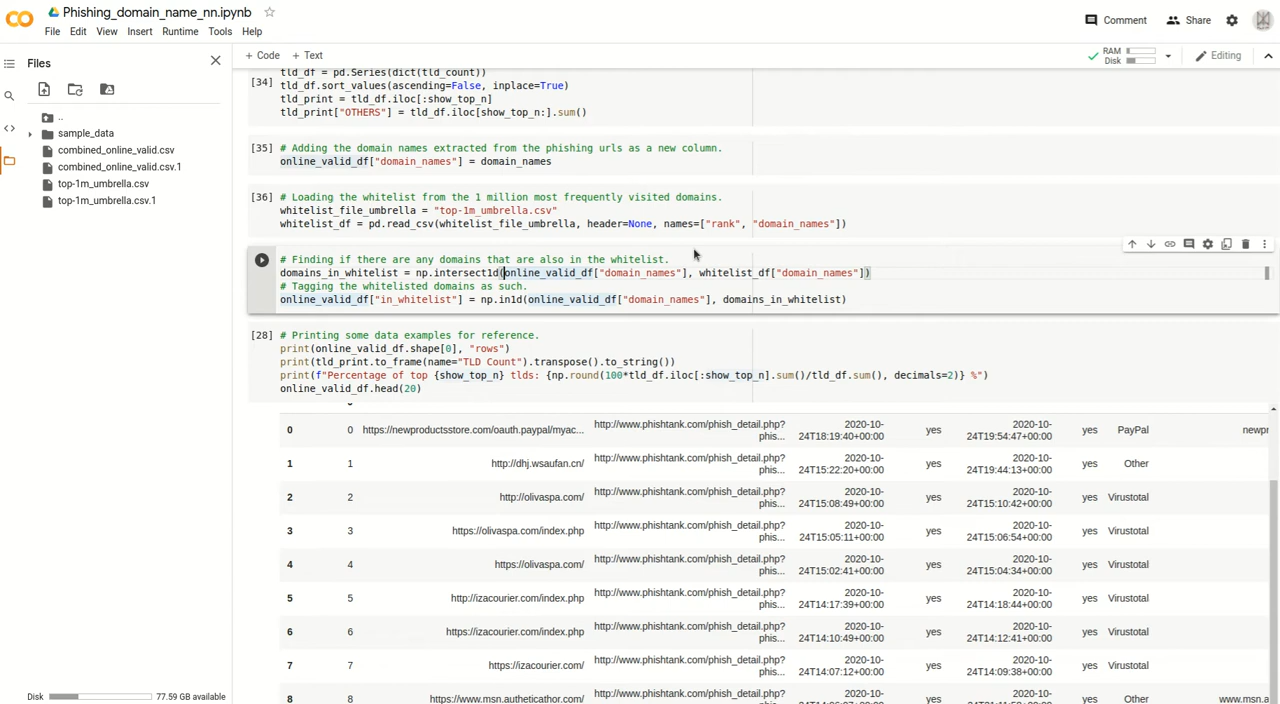 Phishing_domain_name_nn.ipynb
File Edit View Insert Runtime Tools Help
Comment Share
Files
+ Code + Text
RAM
Disk
Editing
..
sample_data
combined_online_valid.csv
combined_online_valid.csv.1
top-1m_umbrella.csv
top-1m_umbrella.csv.1
tld_df = pd.Series(dict(tld_count))
[34] tld_df.sort_values(ascending=False, inplace=True)
tld_print = tld_df.iloc[:show_top_n]
tld_print["OTHERS"] = tld_df.iloc[show_top_n:].sum()
[35] # Adding the domain names extracted from the phishing urls as a new column.
online_valid_df["domain_names"] = domain_names
[36] # Loading the whitelist from the 1 million most frequently visited domains.
whitelist_file_umbrella = "top-1m_umbrella.csv"
whitelist_df = pd.read_csv(whitelist_file_umbrella, header=None, names=["rank", "domain_names"])
# Finding if there are any domains that are also in the whitelist.
domains_in_whitelist = np.intersect1d(online_valid_df["domain_names"], whitelist_df["domain_names"])
# Tagging the whitelisted domains as such.
online_valid_df["in_whitelist"] = np.in1d(online_valid_df["domain_names"], domains_in_whitelist)
[28] # Printing some data examples for reference.
print(online_valid_df.shape[0], "rows")
print(tld_print.to_frame(name="TLD Count").transpose().to_string())
print(f"Percentage of top {show_top_n} tlds: {np.round(100*tld_df.iloc[:show_top_n].sum()/tld_df.sum(), decimals=2)} %")
online_valid_df.head(20)
0 0 https://newproductsstore.com/oauth.paypal/myac... http://www.phishtank.com/phish_detail.php?phis... 2020-10-24T18:19:40+00:00 yes 2020-10-24T19:54:47+00:00 yes PayPal newpr
1 1 http://dhj.wsaufan.cn/ http://www.phishtank.com/phish_detail.php?phis... 2020-10-24T15:22:20+00:00 yes 2020-10-24T19:44:13+00:00 yes Other
2 2 http://olivaspa.com/ http://www.phishtank.com/phish_detail.php?phis... 2020-10-24T15:08:49+00:00 yes 2020-10-24T15:10:42+00:00 yes Virustotal
3 3 https://olivaspa.com/index.php http://www.phishtank.com/phish_detail.php?phis... 2020-10-24T15:05:11+00:00 yes 2020-10-24T15:06:54+00:00 yes Virustotal
4 4 https://olivaspa.com/ http://www.phishtank.com/phish_detail.php?phis... 2020-10-24T15:02:41+00:00 yes 2020-10-24T15:04:34+00:00 yes Virustotal
5 5 http://izacourier.com/index.php http://www.phishtank.com/phish_detail.php?phis... 2020-10-24T14:17:39+00:00 yes 2020-10-24T14:18:44+00:00 yes Virustotal
6 6 https://izacourier.com/index.php http://www.phishtank.com/phish_detail.php?phis... 2020-10-24T14:10:49+00:00 yes 2020-10-24T14:12:41+00:00 yes Virustotal
7 7 https://izacourier.com/ http://www.phishtank.com/phish_detail.php?phis... 2020-10-24T14:07:12+00:00 yes 2020-10-24T14:09:38+00:00 yes Virustotal
8 8 https://www.msn.autheticathor.com/ http://www.phishtank.com/phish_detail.php? 2020-10- yes 2020-10- yes Other www.msn.a
Disk 77.59 GB available